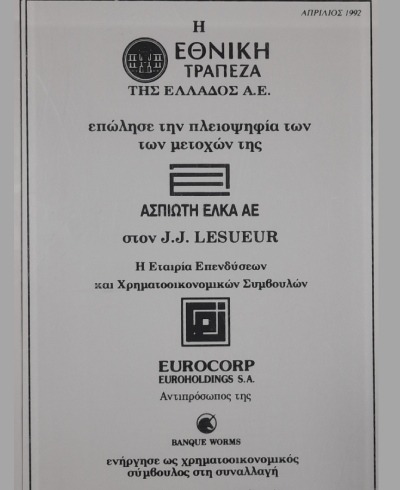 ΑΠΡΙΛΙΟΣ 1992
Η
ΕΘΝΙΚΗ
ΤΡΑΠΕΖΑ
ΤΗΣ ΕΛΛΑΔΟΣ Α.Ε.
επώλησε την πλειοψηφία των
των μετοχών της
ΑΣΠΙΩΤΗ ΕΛΚΑ ΑΕ
στον J.J. LESUEUR
Η Εταιρία Επενδύσεων
και Χρηματοοικονομικών Συμβουλών
EUROCORP
EUROHOLDINGS S.A.
Αντιπρόσωπος της
BANQUE WORMS
ενήργησε ως χρηματοοικονομικός
σύμβουλος στη συναλλαγή